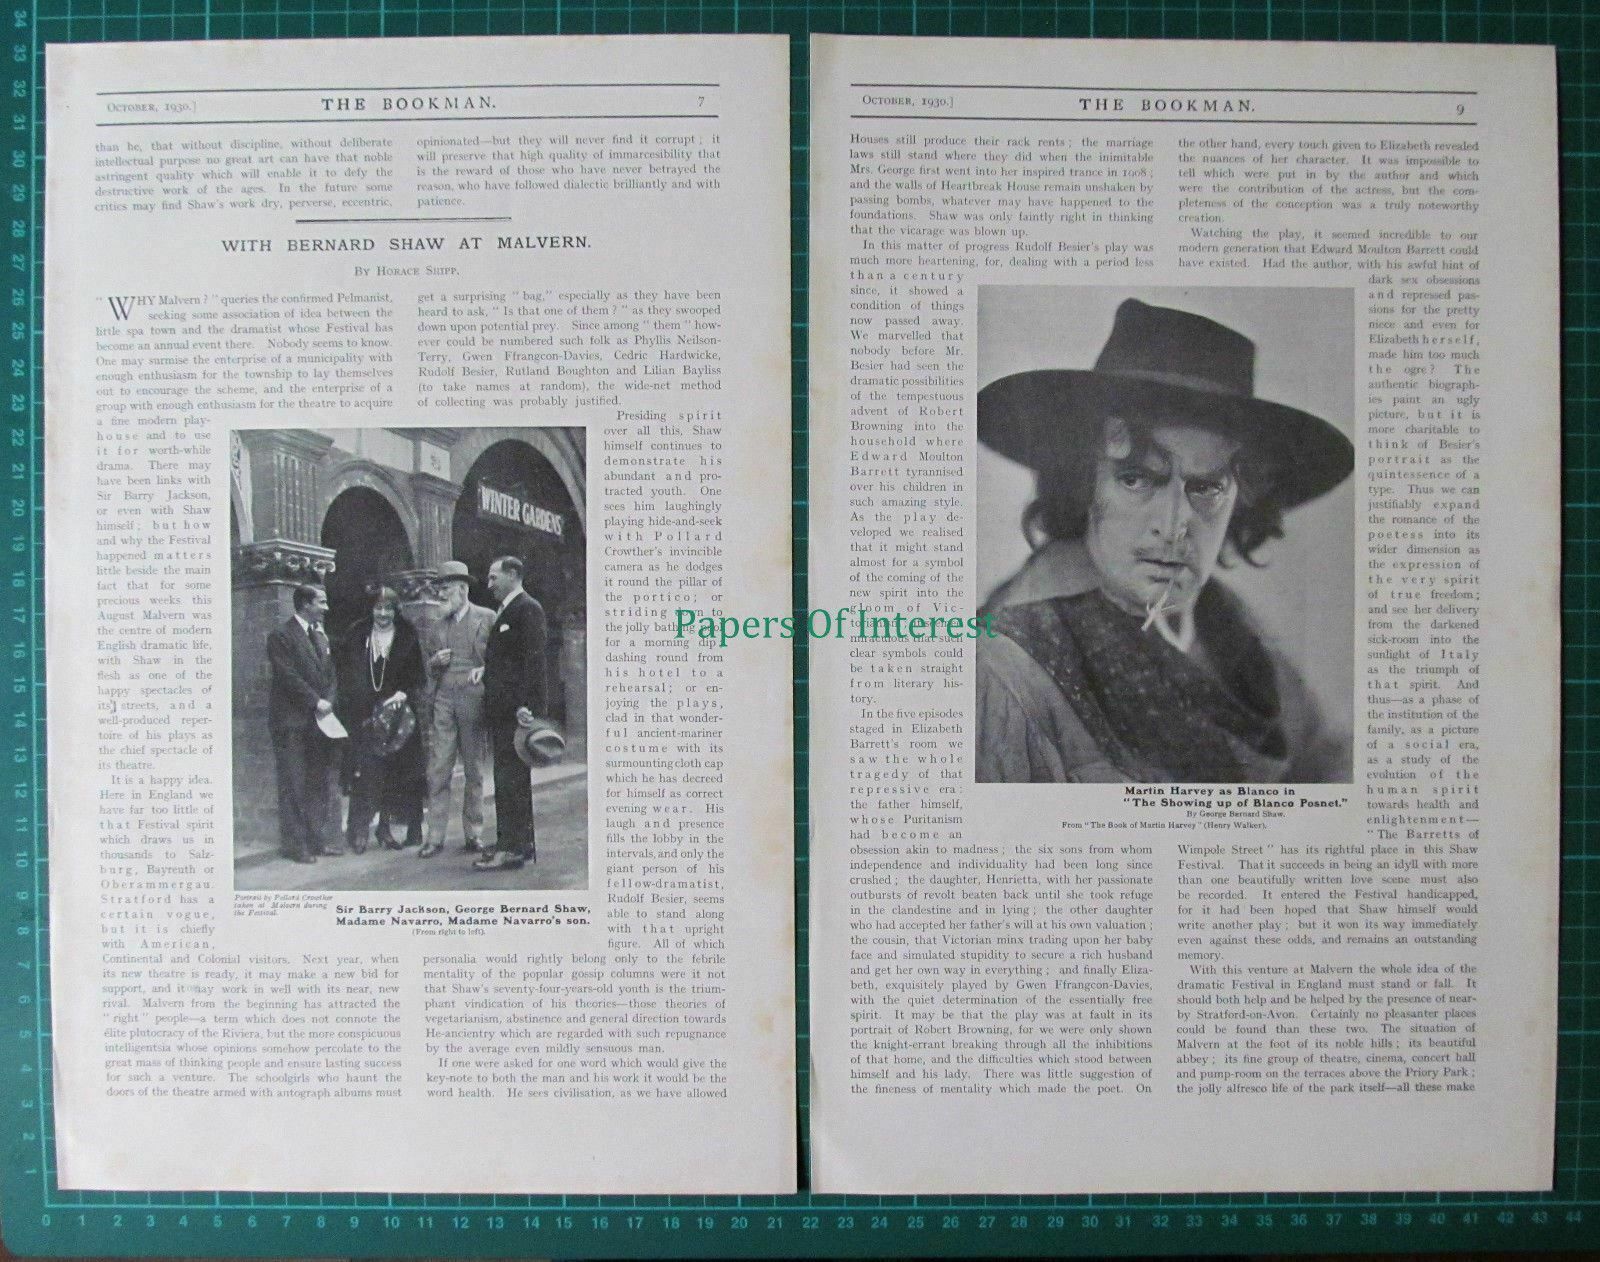 OCTOBER, 1930.]
THE BOOKMAN.
7
than he, that without discipline, without deliberate
intellectual purpose no great art can have that noble
astringent quality which will enable it to defy the
destructive work of the ages. In the future some
critics may find Shaw's work dry, perverse, eccentric,
opinionated—but they will never find it corrupt; it
will preserve that high quality of immarcesibility that
is the reward of those who have never betrayed the
reason, who have followed dialectic brilliantly and with
patience.
WITH BERNARD SHAW AT MALVERN.
BY HORACE SHIPP.
"WHY Malvern?" queries the confirmed Pelmanist,
seeking some association of idea between the
little spa town and the dramatist whose Festival has
become an annual event there. Nobody seems to know.
One may surmise the enterprise of a municipality with
enough enthusiasm for the township to lay themselves
out to encourage the scheme, and the enterprise of a
group with enough enthusiasm for the theatre to acquire
a fine modern play-
house and to use
it for worth-while
drama. There may
have been links with
Sir Barry Jackson,
or even with Shaw
himself; but how
and why the Festival
happened matters
little beside the main
fact that for some
precious weeks this
August Malvern was
the centre of modern
English dramatic life,
with Shaw in the
flesh as one of the
happy spectacles of
its streets, and a
well-produced reper-
toire of his plays as
the chief spectacle of
its theatre.
It is a happy idea.
Here in England we
have far too little of
that Festival spirit
which draws us in
thousands to Salz-
burg, Bayreuth or
Oberammergau.
Stratford has a
certain vogue,
but it is chiefly
with American,
Continental and Colonial visitors. Next year, when
its new theatre is ready, it may make a new bid for
support, and it may work in well with its near, new
rival. Malvern from the beginning has attracted the
"right" people—a term which does not connote the
élite plutocracy of the Riviera, but the more conspicuous
intelligentsia whose opinions somehow percolate to the
great mass of thinking people and ensure lasting success
for such a venture. The schoolgirls who haunt the
doors of the theatre armed with autograph albums must
get a surprising "bag," especially as they have been
heard to ask, "Is that one of them?" as they swooped
down upon potential prey. Since among "them" how-
ever could be numbered such folk as Phyllis Neilson-
Terry, Gwen Ffrangcon-Davies, Cedric Hardwicke,
Rudolf Besier, Rutland Boughton and Lilian Bayliss
(to take names at random), the wide-net method
of collecting was probably justified.
Presiding spirit
over all this, Shaw
himself continues to
demonstrate his
abundant and pro-
tracted youth. One
sees him laughingly
playing hide-and-seek
with Pollard
Crowther's invincible
camera as he dodges
it round the pillar of
the portico; or
striding down to
the jolly bathing
for a morning dip;
dashing round from
his hotel to a
rehearsal; or en-
joying the plays,
clad in that wonder-
ful ancient-mariner
costume with its
surmounting cloth cap
which he has decreed
for himself as correct
evening wear. His
laugh and presence
fills the lobby in the
intervals, and only the
giant person of his
fellow-dramatist,
Rudolf Besier, seems
able to stand along
with that upright
figure. All of which
personalia would rightly belong only to the febrile
mentality of the popular gossip columns were it not
that Shaw's seventy-four-years-old youth is the trium-
phant vindication of his theories—those theories of
vegetarianism, abstinence and general direction towards
He-ancientry which are regarded with such repugnance
by the average even mildly sensuous man.
If one were asked for one word which would give the
key-note to both the man and his work it would be the
word health. He sees civilisation, as we have allowed
WINTER GARDENS
Portrait by Pollard Crowther
taken at Malvern during
the Festival.
Sir Barry Jackson, George Bernard Shaw,
Madame Navarro, Madame Navarro's son.
(From right to left).
OCTOBER, 1930.]
THE BOOKMAN.
9
Houses still produce their rack rents; the marriage
laws still stand where they did when the inimitable
Mrs. George first went into her inspired trance in 1908;
and the walls of Heartbreak House remain unshaken by
passing bombs, whatever may have happened to the
foundations. Shaw was only faintly right in thinking
that the vicarage was blown up.
In this matter of progress Rudolf Besier's play was
much more heartening, for, dealing with a period less
than a century
since, it showed a
condition of things
now passed away.
We marvelled that
nobody before Mr.
Besier had seen the
dramatic possibilities
of the tempestuous
advent of Robert
Browning into the
household where
Edward Moulton
Barrett tyrannised
over his children in
such amazing style.
As the play de-
veloped we realised
that it might stand
almost for a symbol
of the coming of the
new spirit into the
gloom of Vic-
miraculous that such
clear symbols could
be taken straight
from literary his-
tory.
In the five episodes
staged in Elizabeth
Barrett's room we
saw the whole
tragedy of that
repressive era:
the father himself,
whose Puritanism
had become an
obsession akin to madness; the six sons from whom
independence and individuality had been long since
crushed; the daughter, Henrietta, with her passionate
outbursts of revolt beaten back until she took refuge
in the clandestine and in lying; the other daughter
who had accepted her father's will at his own valuation;
the cousin, that Victorian minx trading upon her baby
face and simulated stupidity to secure a rich husband
and get her own way in everything; and finally Eliza-
beth, exquisitely played by Gwen Ffrangcon-Davies,
with the quiet determination of the essentially free
spirit. It may be that the play was at fault in its
portrait of Robert Browning, for we were only shown
the knight-errant breaking through all the inhibitions
of that home, and the difficulties which stood between
himself and his lady. There was little suggestion of
the fineness of mentality which made the poet. On
the other hand, every touch given to Elizabeth revealed
the nuances of her character. It was impossible to
tell which were put in by the author and which
were the contribution of the actress, but the com-
pleteness of the conception was a truly noteworthy
creation.
Watching the play, it seemed incredible to our
modern generation that Edward Moulton Barrett could
have existed. Had the author, with his awful hint of
dark sex obsessions
and repressed pas-
sions for the pretty
niece and even for
Elizabeth herself,
made him too much
the ogre? The
authentic biograph-
ies paint an ugly
picture, but it is
more charitable to
think of Besier's
portrait as the
quintessence of a
type. Thus we can
justifiably expand
the romance of the
poetess into its
wider dimension as
the expression of
the very spirit
of true freedom;
and see her delivery
from the darkened
sick-room into the
sunlight of Italy
as the triumph of
that spirit. And
thus—as a phase of
the institution of the
family, as a picture
of a social era,
as a study of the
evolution of the
human spirit
towards health and
enlightenment—
"The Barretts of
Wimpole Street" has its rightful place in this Shaw
Festival. That it succeeds in being an idyll with more
than one beautifully written love scene must also
be recorded. It entered the Festival handicapped,
for it had been hoped that Shaw himself would
write another play; but it won its way immediately
even against these odds, and remains an outstanding
memory.
With this venture at Malvern the whole idea of the
dramatic Festival in England must stand or fall. It
should both help and be helped by the presence of near-
by Stratford-on-Avon. Certainly no pleasanter places
could be found than these two. The situation of
Malvern at the foot of its noble hills; its beautiful
abbey; its fine group of theatre, cinema, concert hall
and pump-room on the terraces above the Priory Park;
the jolly alfresco life of the park itself—all these make
Martin Harvey as Blanco in
"The Showing up of Blanco Posnet."
By George Bernard Shaw.
From "The Book of Martin Harvey" (Henry Walker).
Papers Of Interest